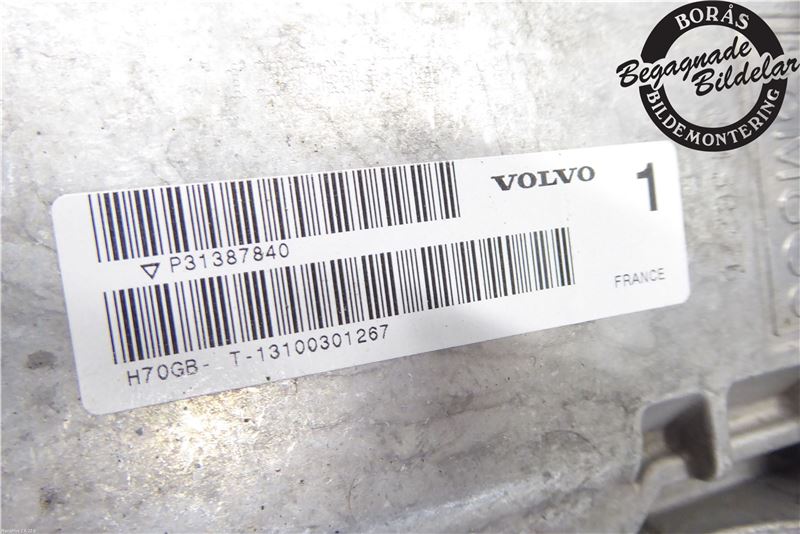 BORÅS
Begagnade
Bildelar
BILDEMONTERING
VOLVO 1
P31387840
FRANCE
H70GB- T-13100301267